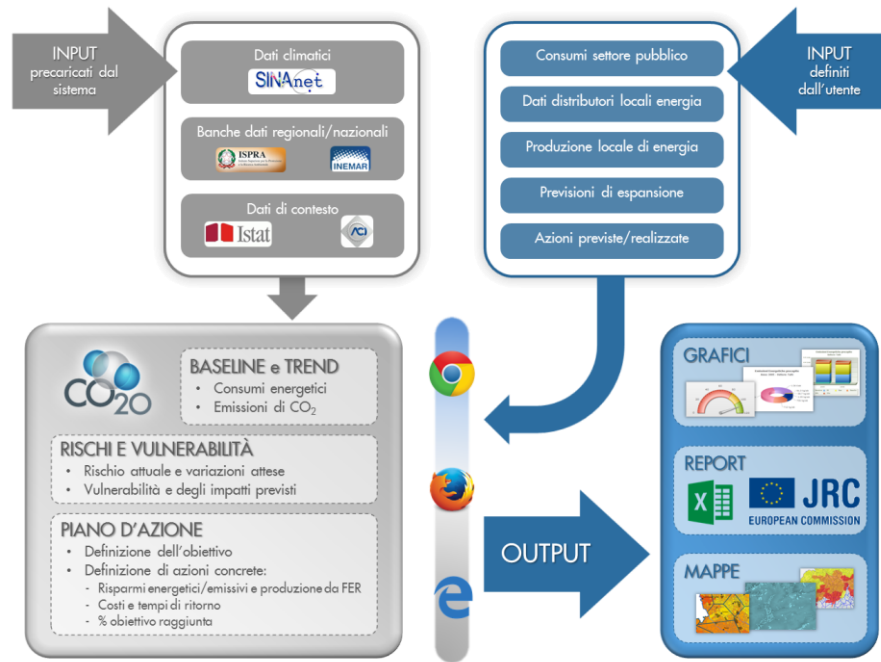 INPUT
precaricati dal
sistema
Dati climatici
SINAnet
Banche dati regionali/nazionali
ISPRA
INEMAR
Dati di contesto
Istat
ACI
Consumi settore pubblico
Dati distributori locali energia
Produzione locale di energia
Previsioni di espansione
Azioni previste/realizzate
INPUT
definiti
dall'utente
CO20
BASELINE e TREND
• Consumi energetici
• Emissioni di CO₂
RISCHI E VULNERABILITÀ
• Rischio attuale e variazioni attese
• Vulnerabilità e degli impatti previsti
PIANO D'AZIONE
• Definizione dell'obiettivo
• Definizione di azioni concrete:
- Risparmi energetici/emissivi e produzione da FER
- Costi e tempi di ritorno
- % obiettivo raggiunta
OUTPUT
GRAFICI
REPORT
X
JRC
EUROPEAN COMMISSION
MAPPE